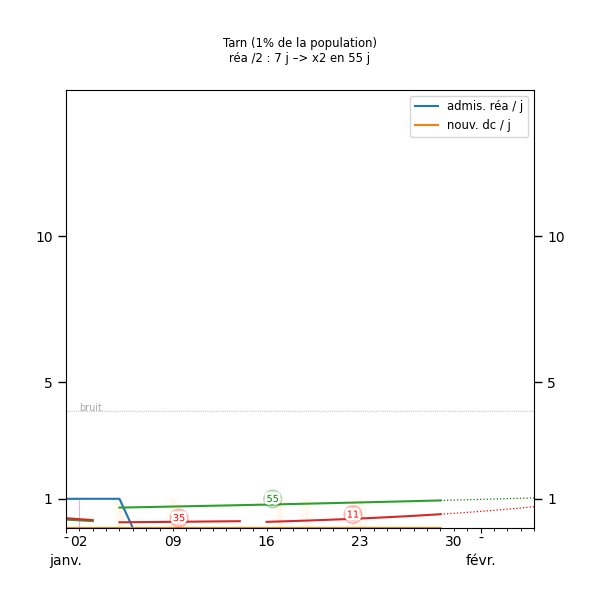 Tarn (1% de la population)
réa /2 : 7 j –> x2 en 55 j
admis. réa / j
nouv. dc / j
10 10
5 5
bruit
1 55 1
35 11
02 09 16 23 30
janv. févr.